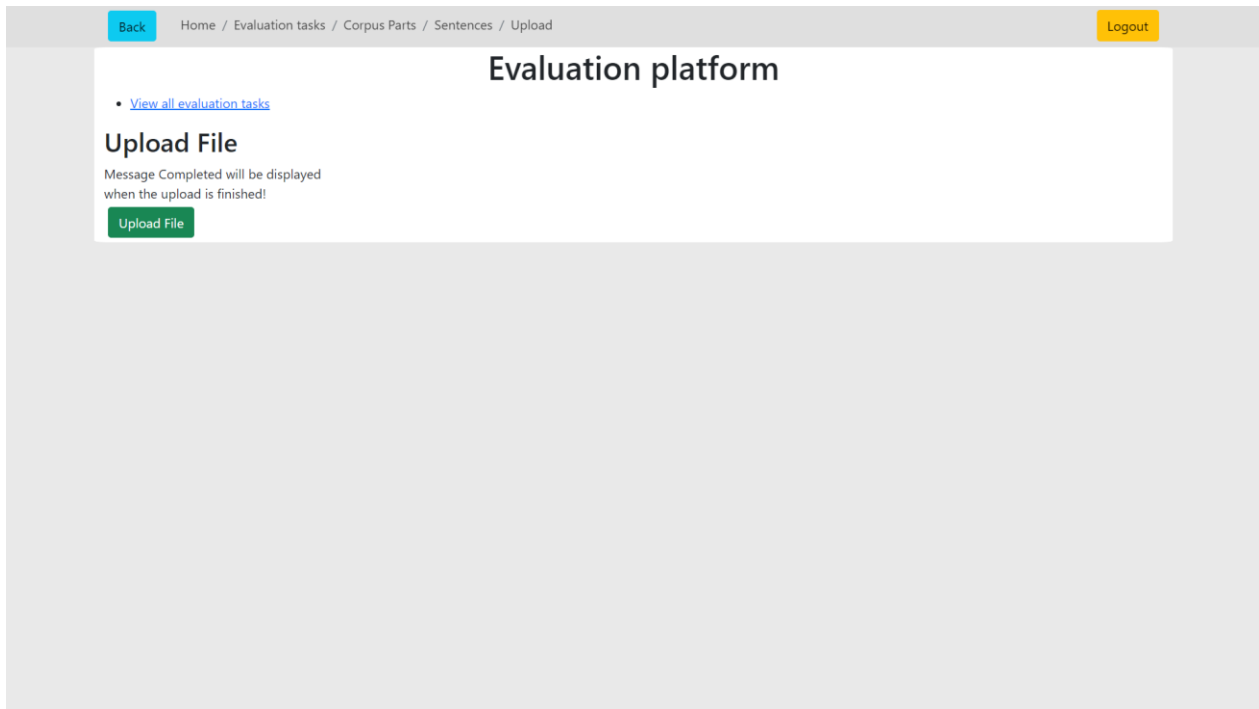 Back Home / Evaluation tasks / Corpus Parts / Sentences / Upload Logout
Evaluation platform
• View all evaluation tasks
Upload File
Message Completed will be displayed
when the upload is finished!
Upload File